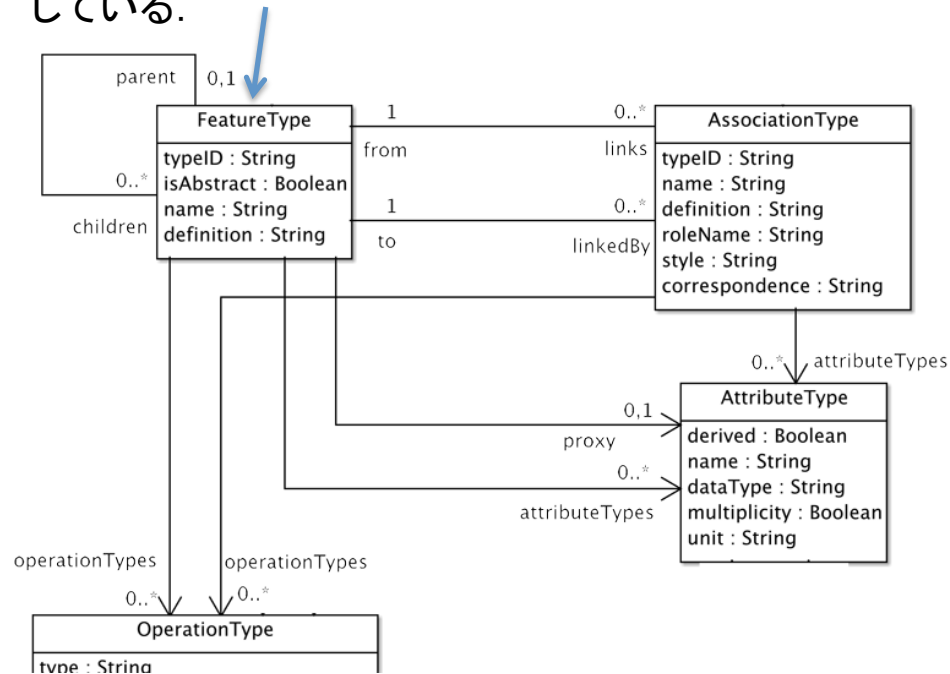 している.
parent 0,1
FeatureType
typeID : String
isAbstract : Boolean
name : String
definition : String
0..*
children
1 0..*
from links
1 0..*
to linkedBy
AssociationType
typeID : String
name : String
definition : String
roleName : String
style : String
correspondence : String
0..* attributeTypes
AttributeType
derived : Boolean
name : String
dataType : String
multiplicity : Boolean
unit : String
0,1
proxy
0..*
attributeTypes
operationTypes operationTypes
0..* 0..*
OperationType
type : String